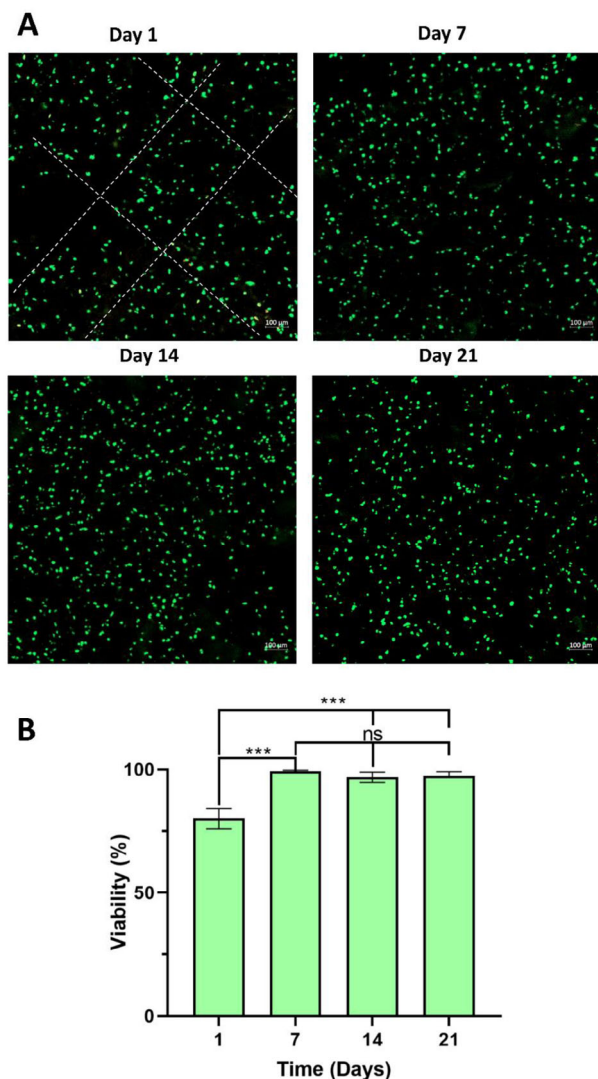 A
Day 1
Day 7
100 µm
100 µm
Day 14
Day 21
100 µm
100 µm
B
***
ns
***
100
50
0
Viability (%)
1 7 14 21
Time (Days)